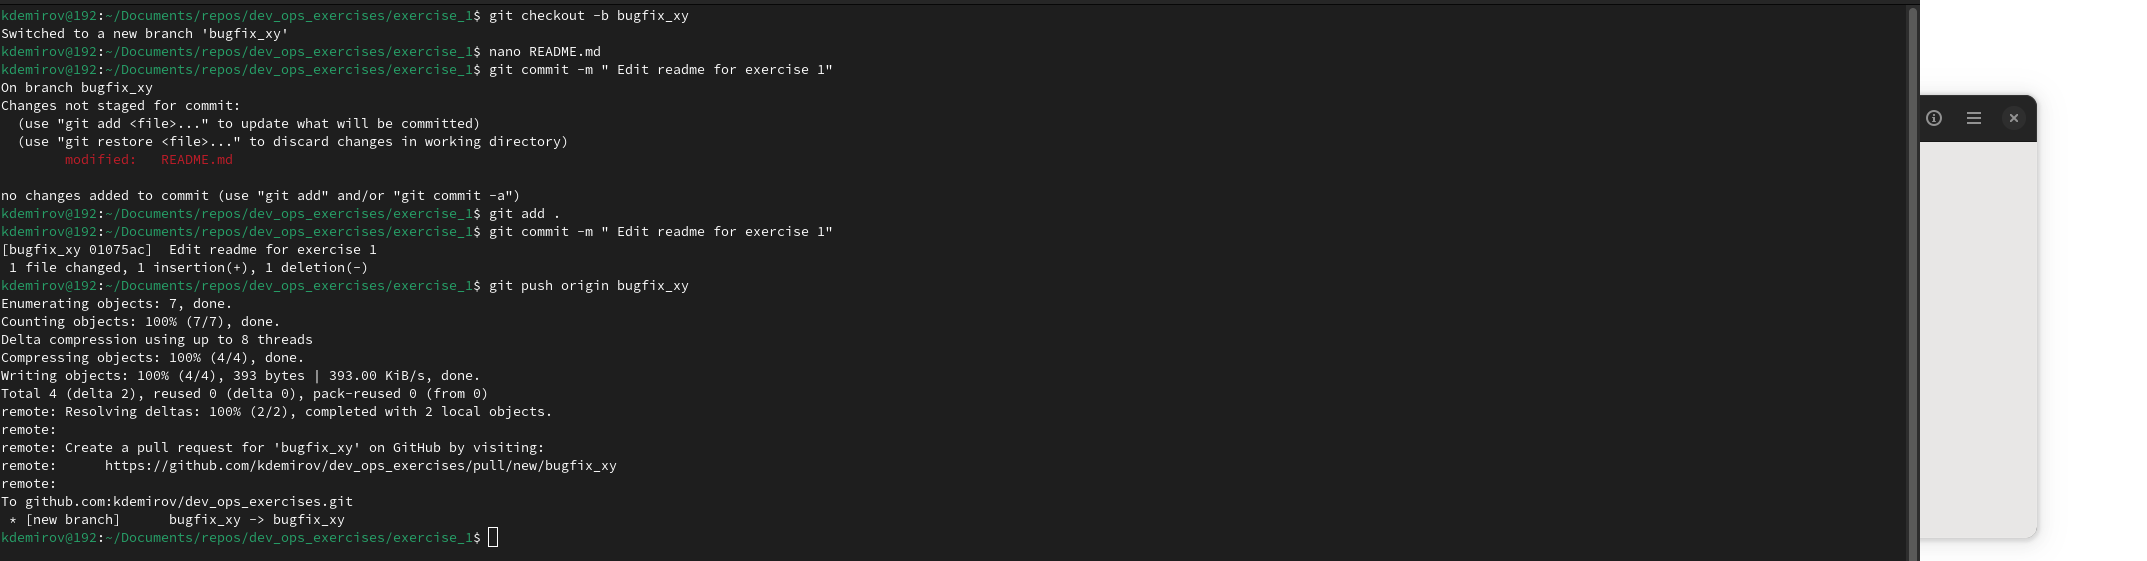 kdemirov@192:~/Documents/repos/dev_ops_exercises/exercise_1$ git checkout -b bugfix_xy
Switched to a new branch 'bugfix_xy'
kdemirov@192:~/Documents/repos/dev_ops_exercises/exercise_1$ nano README.md
kdemirov@192:~/Documents/repos/dev_ops_exercises/exercise_1$ git commit -m " Edit readme for exercise 1"
On branch bugfix_xy
Changes not staged for commit:
  (use "git add <file>..." to update what will be committed)
  (use "git restore <file>..." to discard changes in working directory)
        modified:   README.md

no changes added to commit (use "git add" and/or "git commit -a")
kdemirov@192:~/Documents/repos/dev_ops_exercises/exercise_1$ git add .
kdemirov@192:~/Documents/repos/dev_ops_exercises/exercise_1$ git commit -m " Edit readme for exercise 1"
[bugfix_xy 01075ac]  Edit readme for exercise 1
 1 file changed, 1 insertion(+), 1 deletion(-)
kdemirov@192:~/Documents/repos/dev_ops_exercises/exercise_1$ git push origin bugfix_xy
Enumerating objects: 7, done.
Counting objects: 100% (7/7), done.
Delta compression using up to 8 threads
Compressing objects: 100% (4/4), done.
Writing objects: 100% (4/4), 393 bytes | 393.00 KiB/s, done.
Total 4 (delta 2), reused 0 (delta 0), pack-reused 0 (from 0)
remote: Resolving deltas: 100% (2/2), completed with 2 local objects.
remote:
remote: Create a pull request for 'bugfix_xy' on GitHub by visiting:
remote:      https://github.com/kdemirov/dev_ops_exercises/pull/new/bugfix_xy
remote:
To github.com:kdemirov/dev_ops_exercises.git
 * [new branch]      bugfix_xy -> bugfix_xy
kdemirov@192:~/Documents/repos/dev_ops_exercises/exercise_1$